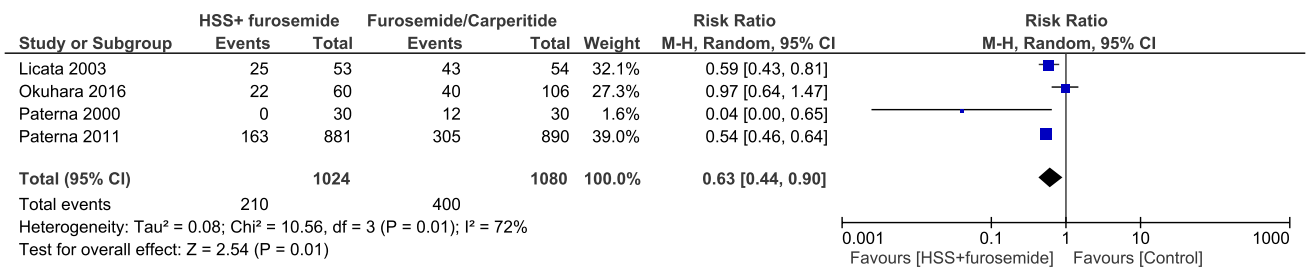 HSS+ furosemide Furosemide/Carperitide Risk Ratio Risk Ratio
Study or Subgroup Events Total Events Total Weight M-H, Random, 95% CI M-H, Random, 95% CI
Licata 2003 25 53 43 54 32.1% 0.59 [0.43, 0.81]
Okuhara 2016 22 60 40 106 27.3% 0.97 [0.64, 1.47]
Paterna 2000 0 30 12 30 1.6% 0.04 [0.00, 0.65]
Paterna 2011 163 881 305 890 39.0% 0.54 [0.46, 0.64]
Total (95% CI) 1024 1080 100.0% 0.63 [0.44, 0.90]
Total events 210 400
Heterogeneity: Tau² = 0.08; Chi² = 10.56, df = 3 (P = 0.01); I² = 72%
Test for overall effect: Z = 2.54 (P = 0.01)
0.001 0.1 1 10 1000
Favours [HSS+furosemide] Favours [Control]